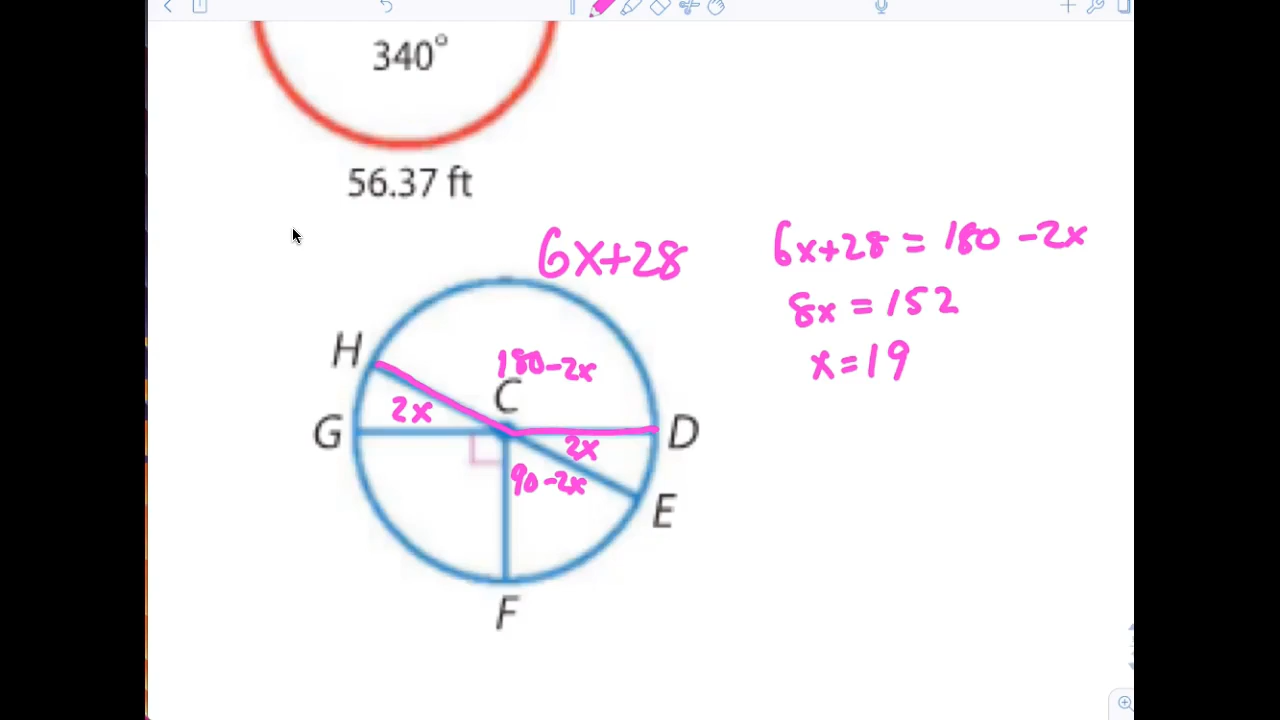 340°
56.37 ft
6x+28
6x+28 = 180 -2x
8x = 152
x=19
H
180-2x
C
2x
G
D
2x
90-2x
E
F